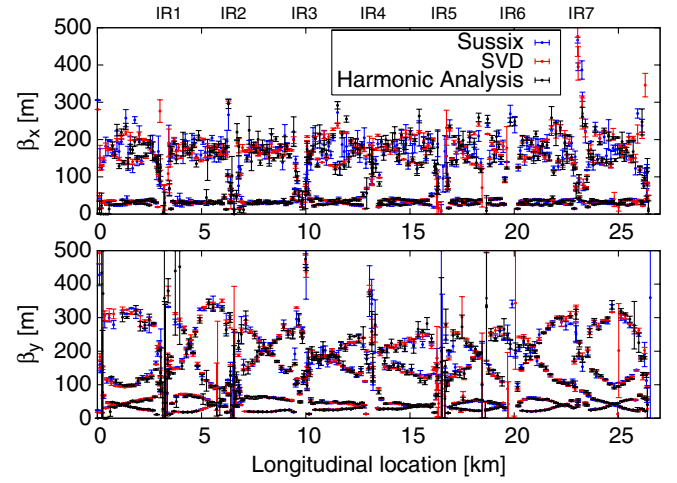 IR1 IR2 IR3 IR4 IR5 IR6 IR7
500
400
300
200
100
0
βx [m]
Sussix
SVD
Harmonic Analysis
0 5 10 15 20 25
500
400
300
200
100
0
βy [m]
0 5 10 15 20 25
Longitudinal location [km]